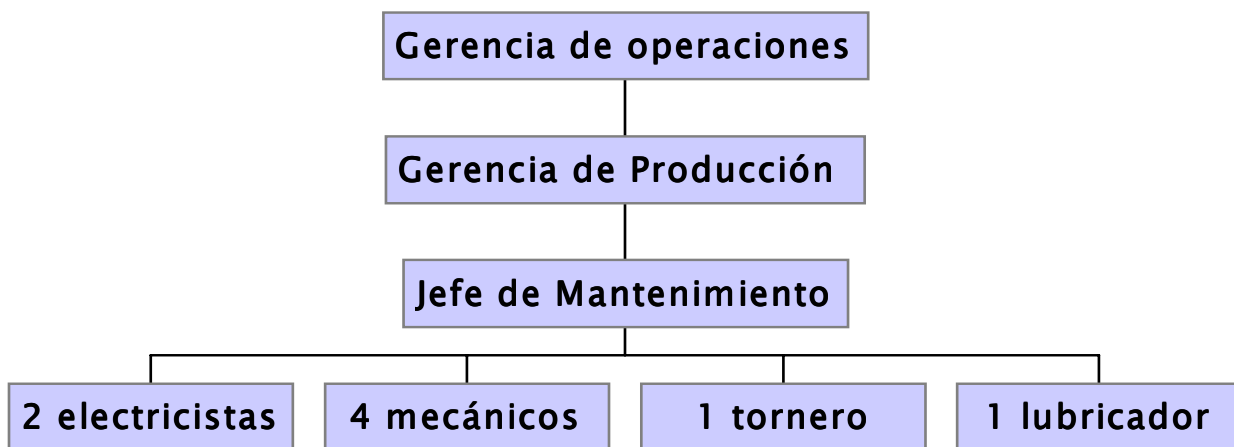 Gerencia de operaciones
Gerencia de Producción
Jefe de Mantenimiento
2 electricistas
4 mecánicos
1 tornero
1 lubricador